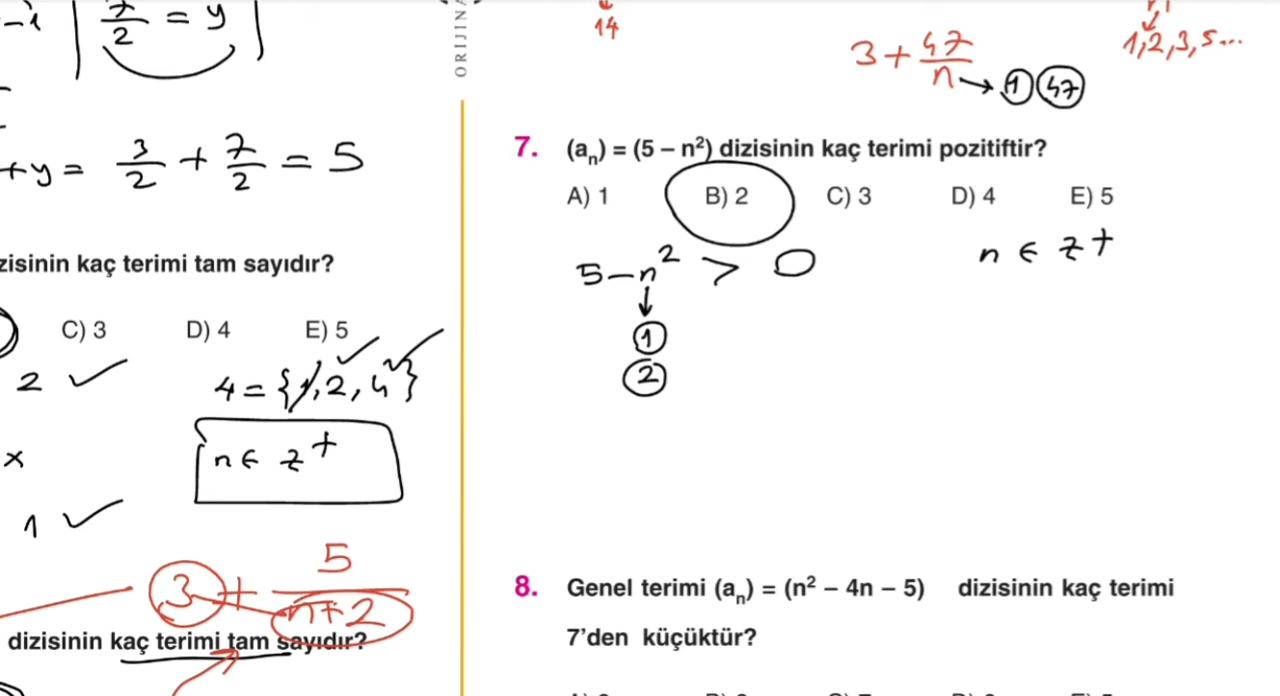 7/2 = y
+y = 3/2 + 7/2 = 5
zisinin kaç terimi tam sayıdır?
C) 3 D) 4 E) 5
2 ✓
4 = {1, 2, 4}
x
n ∈ z⁺
1 ✓
3 + 5/(n+2)
dizisinin kaç terimi tam sayıdır?
ORİJİNA
14
3 + 47/n → 1 47
1,2,3,5...
7. (aₙ) = (5 – n²) dizisinin kaç terimi pozitiftir?
A) 1 B) 2 C) 3 D) 4 E) 5
5 – n² > 0
n ∈ z⁺
↓
1
2
8. Genel terimi (aₙ) = (n² – 4n – 5) dizisinin kaç terimi
7’den küçüktür?